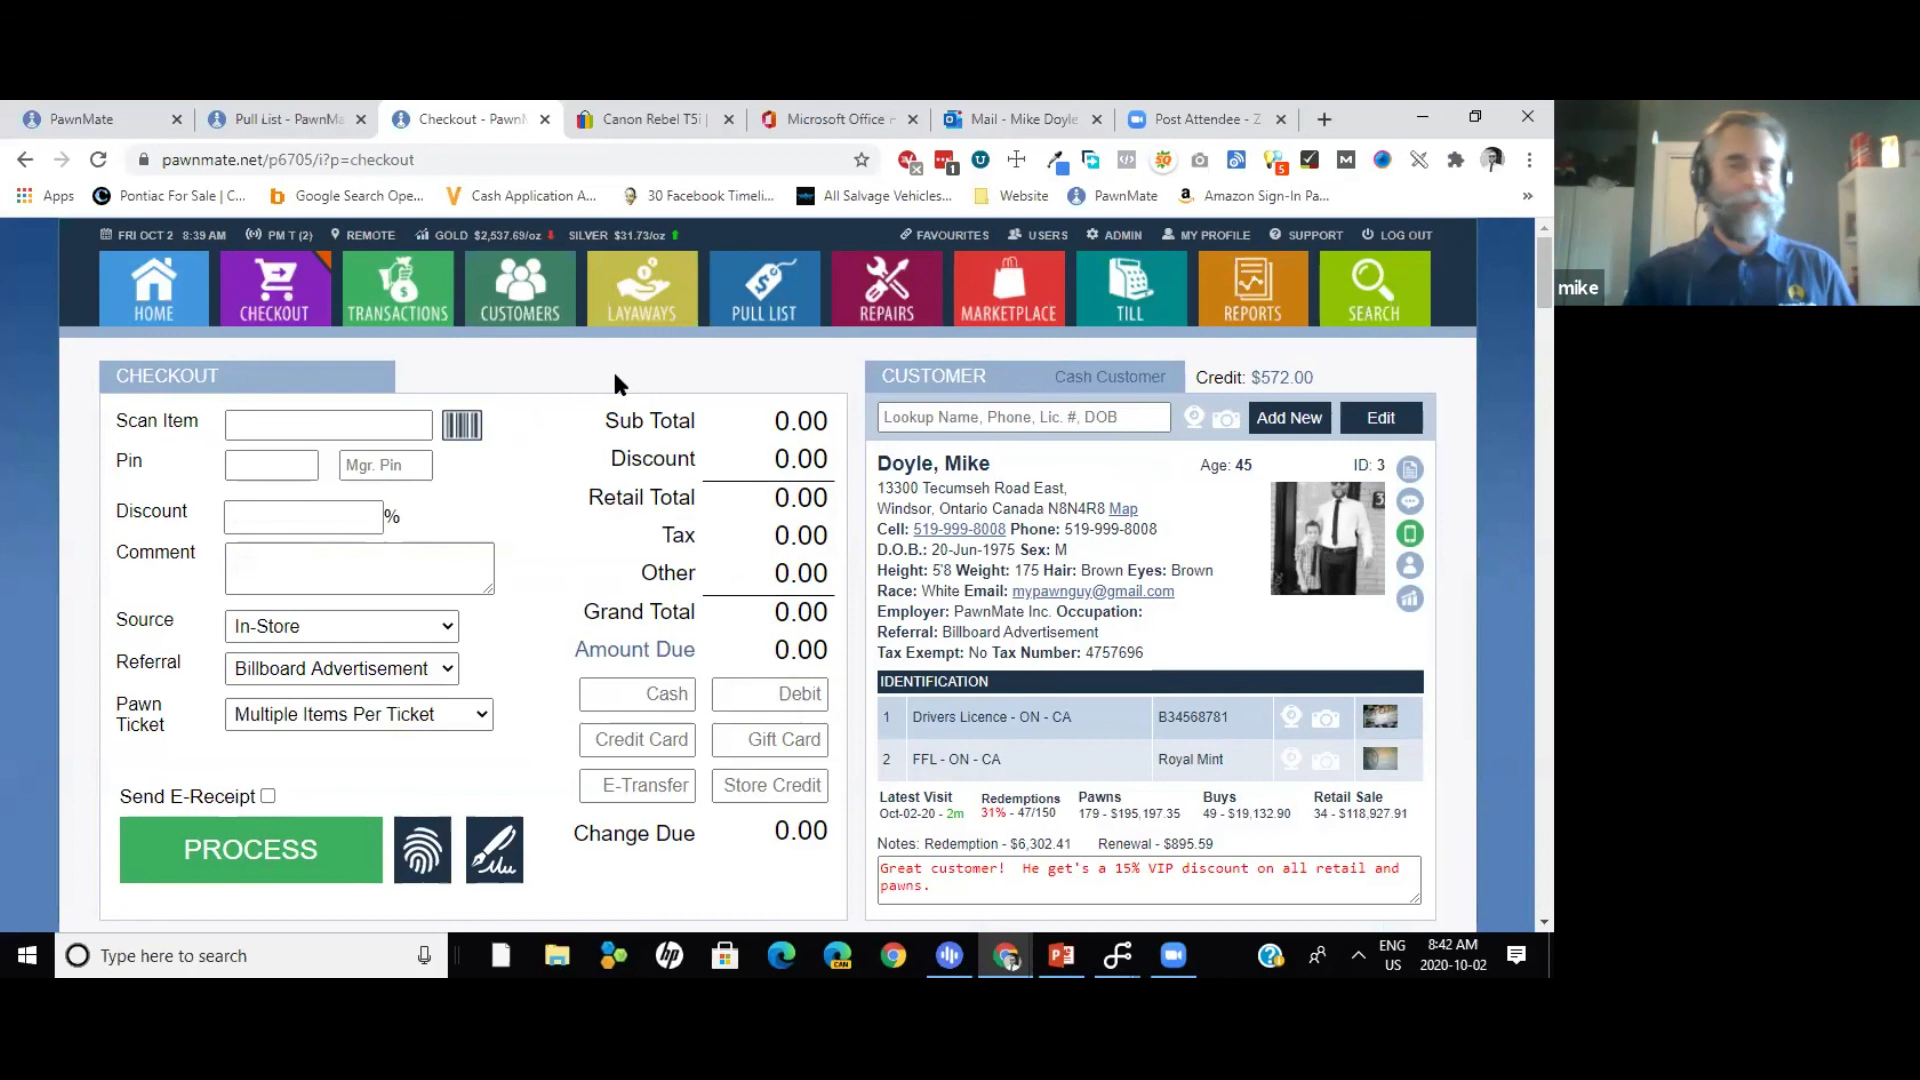 PawnMate
Pull List - PawnMa
Checkout - PawnM
Canon Rebel T5i |
Microsoft Office
Mail - Mike Doyle
Post Attendee - Z
pawnmate.net/p6705/i?p=checkout
Apps
Pontiac For Sale | C...
Google Search Ope...
Cash Application A...
30 Facebook Timeli...
All Salvage Vehicles...
Website
PawnMate
Amazon Sign-In Pa...
»
FRI OCT 2 8:39 AM PM T (2) REMOTE GOLD $2,537.69/oz SILVER $31.73/oz
FAVOURITES USERS ADMIN MY PROFILE SUPPORT LOG OUT
HOME
CHECKOUT
TRANSACTIONS
CUSTOMERS
LAYAWAYS
PULL LIST
REPAIRS
MARKETPLACE
TILL
REPORTS
SEARCH
mike
CHECKOUT
Scan Item
Pin Mgr. Pin
Discount %
Comment
Source In-Store
Referral Billboard Advertisement
Pawn
Ticket
Multiple Items Per Ticket
Send E-Receipt
PROCESS
Sub Total 0.00
Discount 0.00
Retail Total 0.00
Tax 0.00
Other 0.00
Grand Total 0.00
Amount Due 0.00
Cash Debit
Credit Card Gift Card
E-Transfer Store Credit
Change Due 0.00
CUSTOMER Cash Customer Credit: $572.00
Lookup Name, Phone, Lic. #, DOB Add New Edit
Doyle, Mike Age: 45 ID: 3
13300 Tecumseh Road East,
Windsor, Ontario Canada N8N4R8 Map
Cell: 519-999-8008 Phone: 519-999-8008
D.O.B.: 20-Jun-1975 Sex: M
Height: 5'8 Weight: 175 Hair: Brown Eyes: Brown
Race: White Email: mypawnguy@gmail.com
Employer: PawnMate Inc. Occupation:
Referral: Billboard Advertisement
Tax Exempt: No Tax Number: 4757696
IDENTIFICATION
1 Drivers Licence - ON - CA B34568781
2 FFL - ON - CA Royal Mint
Latest Visit Redemptions Pawns Buys Retail Sale
Oct-02-20 - 2m 31% - 47/150 179 - $195,197.35 49 - $19,132.90 34 - $118,927.91
Notes: Redemption - $6,302.41 Renewal - $895.59
Great customer! He get's a 15% VIP discount on all retail and
pawns.
Type here to search
ENG
US
8:42 AM
2020-10-02